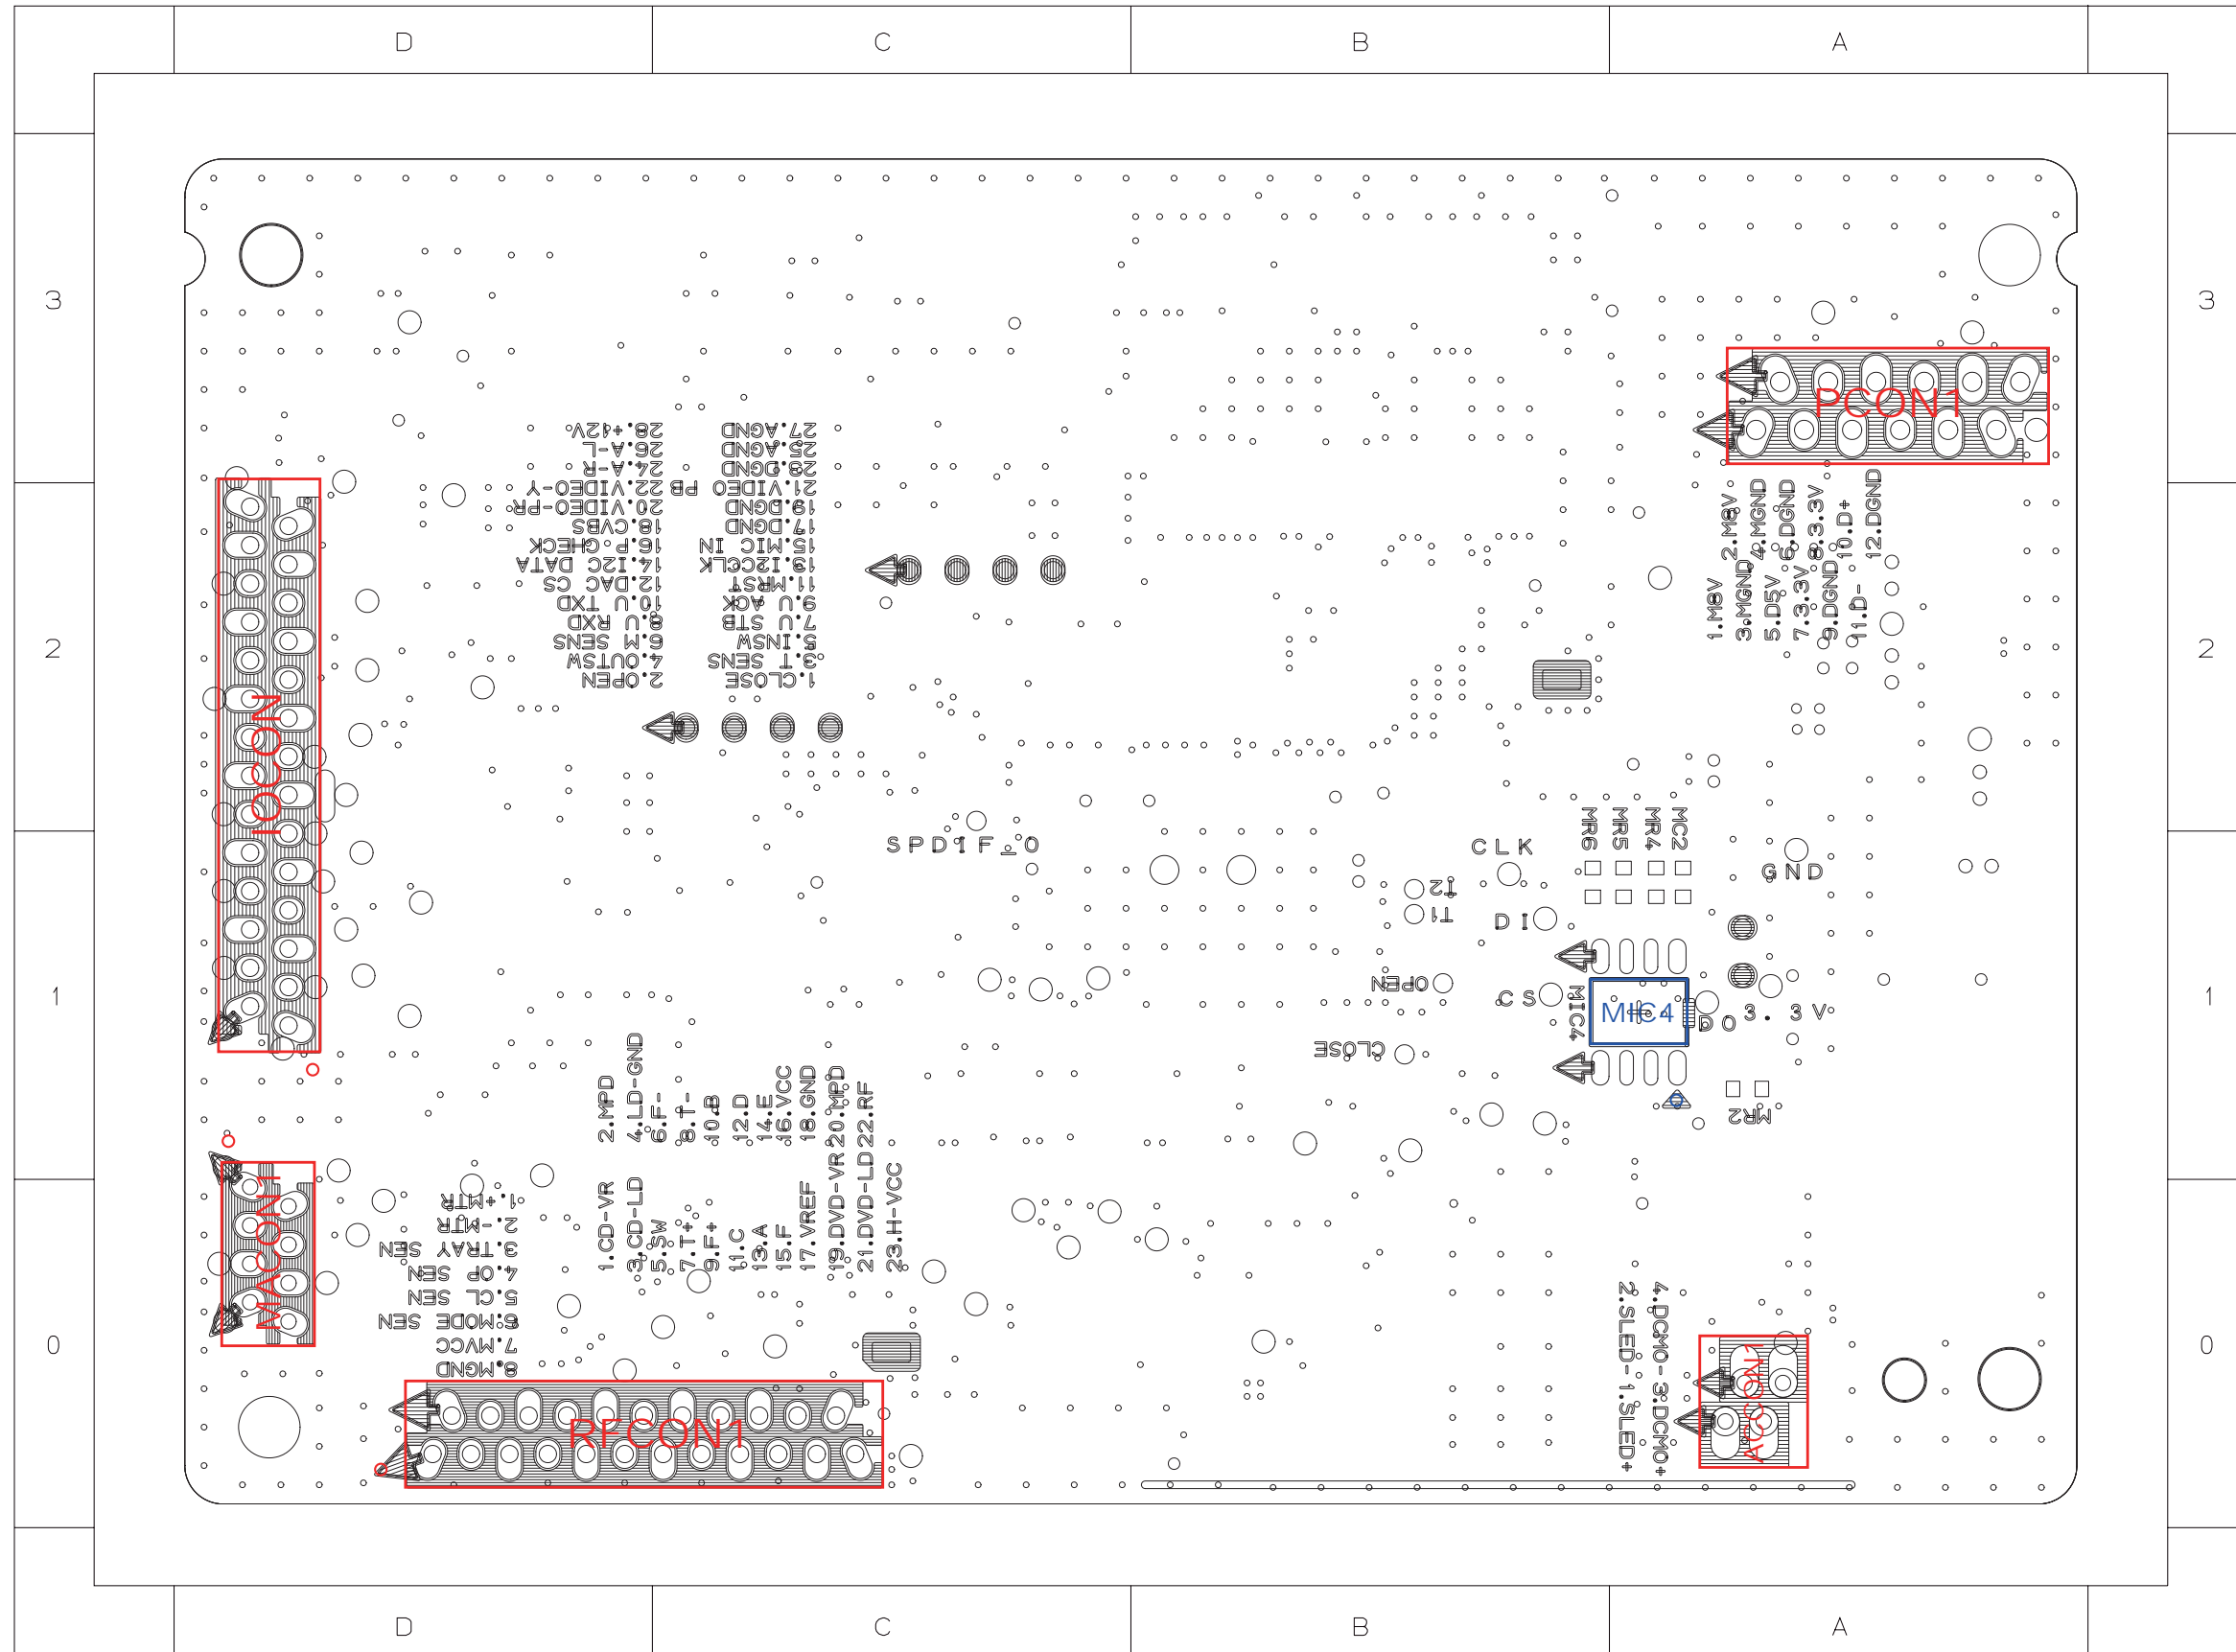 D
C
B
A
3
3
28.+12V
27.AGND
26.A-L
25.AGND
24.A-R
23.DGND
22.VIDEO-Y
21.VIDEO PB
20.VIDEO-PR
19.DGND
18.CVBS
17.DGND
16.P.CHECK
15.MIC IN
14.I2C DATA
13.I2CCLK
12.DAC CS
11.MRST
10.U TXD
9.U ACK
8.U RXD
7.U STB
6.M SENS
5.INSW
4.OUTSW
3.T SENS
2.OPEN
1.CLOSE
PCON1
2.M8V
4.MGND
6.DGND
8.3.3V
10.D+
12.DGND
1.M8V
3.MGND
5.D5V
7.3.3V
9.DGND
11.D-
2
2
SPDIF_O
CLK
MR6
MR5
MR4
MC2
GND
T2
T1
DI
OPEN
CS
MIC4
MIC4
DO
3.3V
CLOSE
MR2
1
1
2.MPD
4.LD-GND
6.F-
8.T-
10.B
12.D
14.E
16.VCC
18.GND
20.MPD
22.RF
1.CD-VR
3.CD-LD
5.SW
7.T+
9.F+
11.C
13.A
15.F
17.VREF
19.DVD-VR
21.DVD-LD
23.H-VCC
MACON1
1.+MTR
2.-MTR
3.TRAY SEN
4.OP SEN
5.CL SEN
6.MODE SEN
7.MVCC
8.MGND
RFCON1
2.SLED-
1.SLED+
4.DCMO-
3.DCMO+
ACCON1
0
0
D
C
B
A